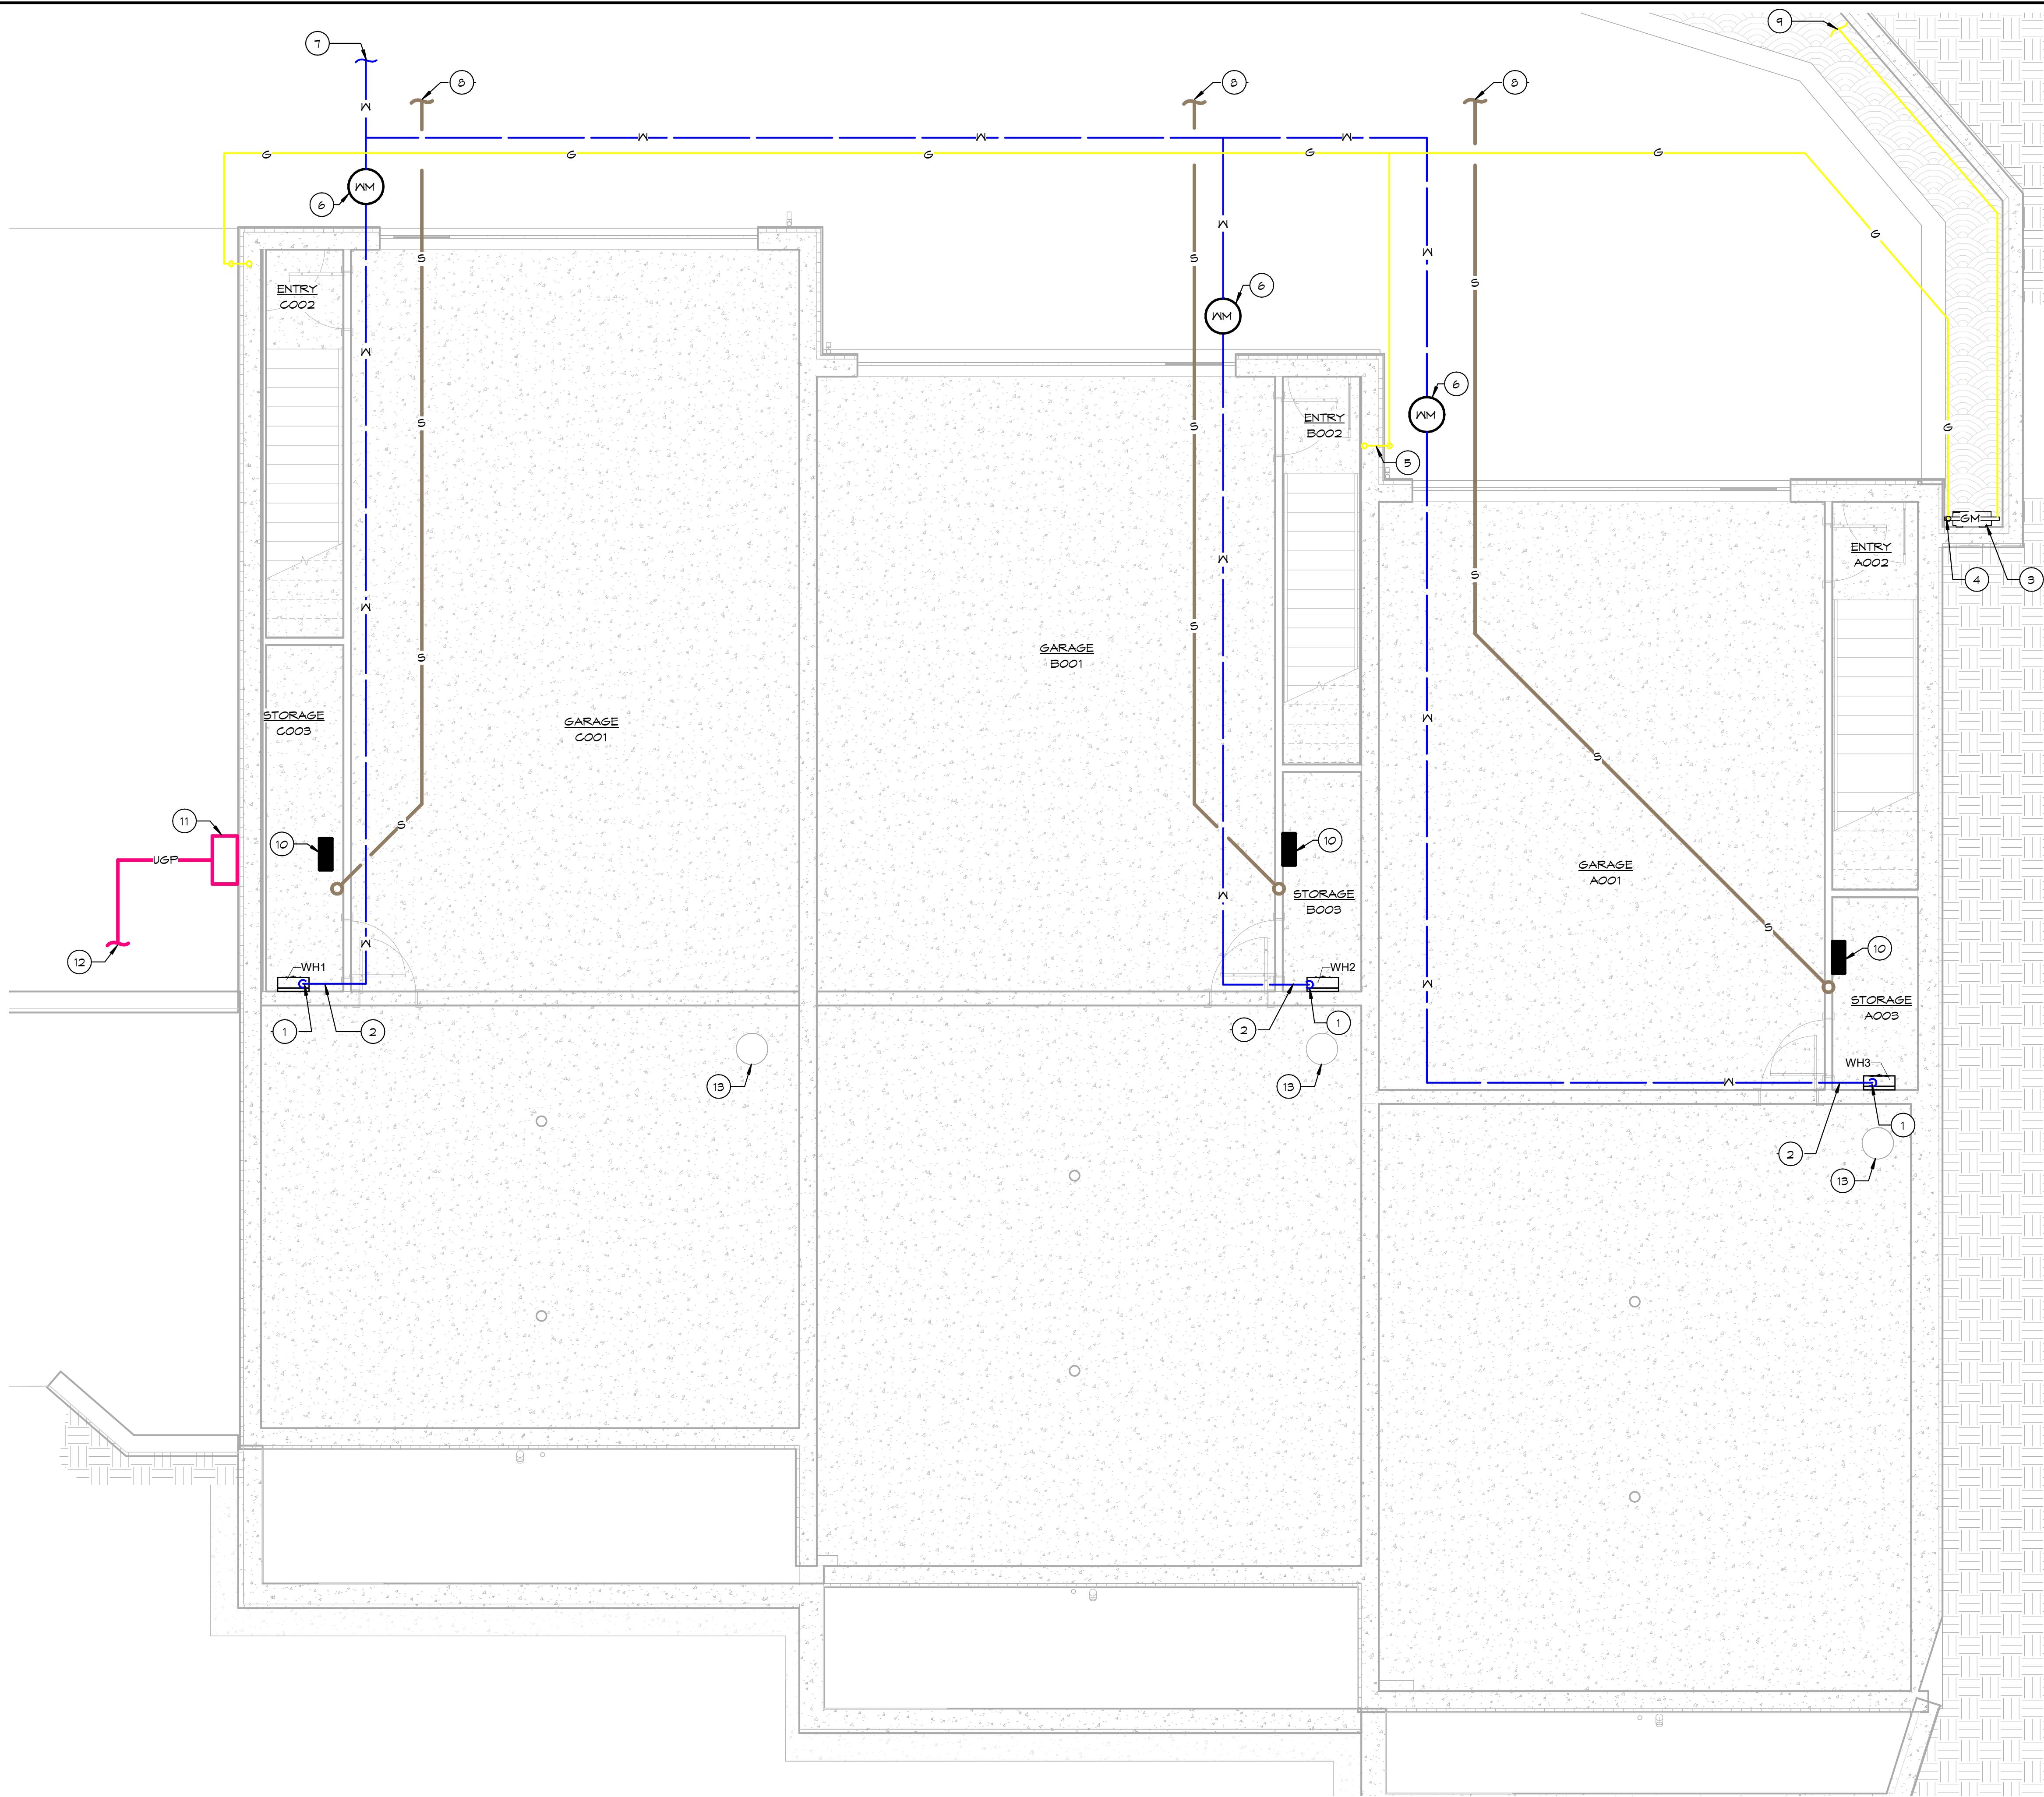 9
7
8
8
8
W
W
W
W
G
G
G
G
G
WM
6
W
G
W
S
S
S
6
WM
ENTRY
C002
W
6
WM
ENTRY
B002
S
S
G
5
GM
ENTRY
A002
4
3
S
W
W
S
S
GARAGE
B001
S
STORAGE
C003
GARAGE
C001
W
S
11
S
10
10
UGP
GARAGE
A001
STORAGE
B003
W
S
12
W
10
WH1
WH2
W
STORAGE
A003
1
2
2
1
13
13
WH3
W
1
2
13